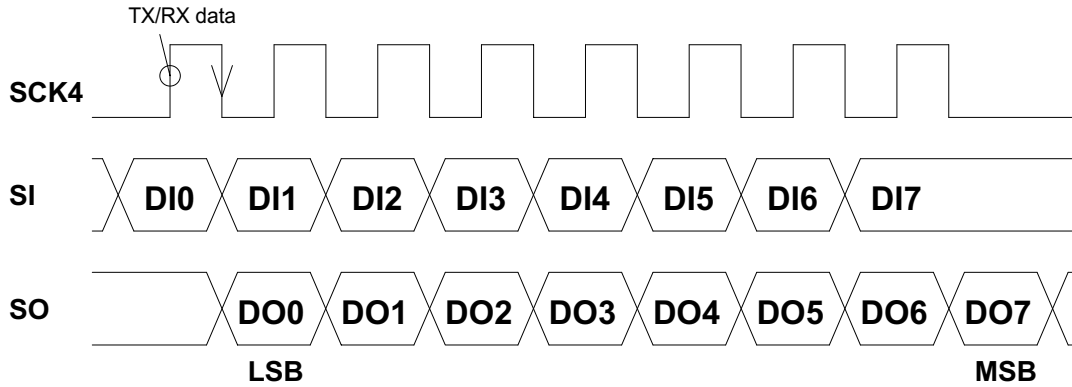 TX/RX data
SCK4
SI DI0 DI1 DI2 DI3 DI4 DI5 DI6 DI7
SO DO0 DO1 DO2 DO3 DO4 DO5 DO6 DO7
LSB MSB